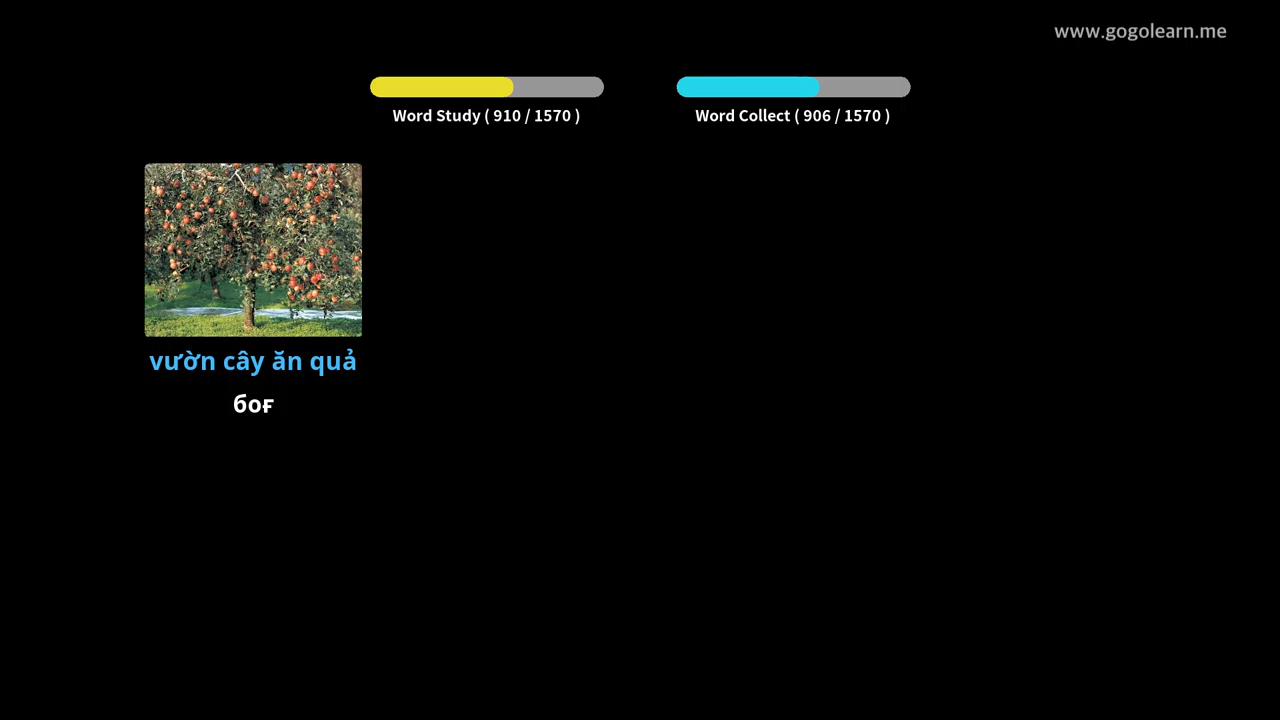 www.gogolearn.me
Word Study ( 910 / 1570 )
Word Collect ( 906 / 1570 )
vườn cây ăn quả
боғ